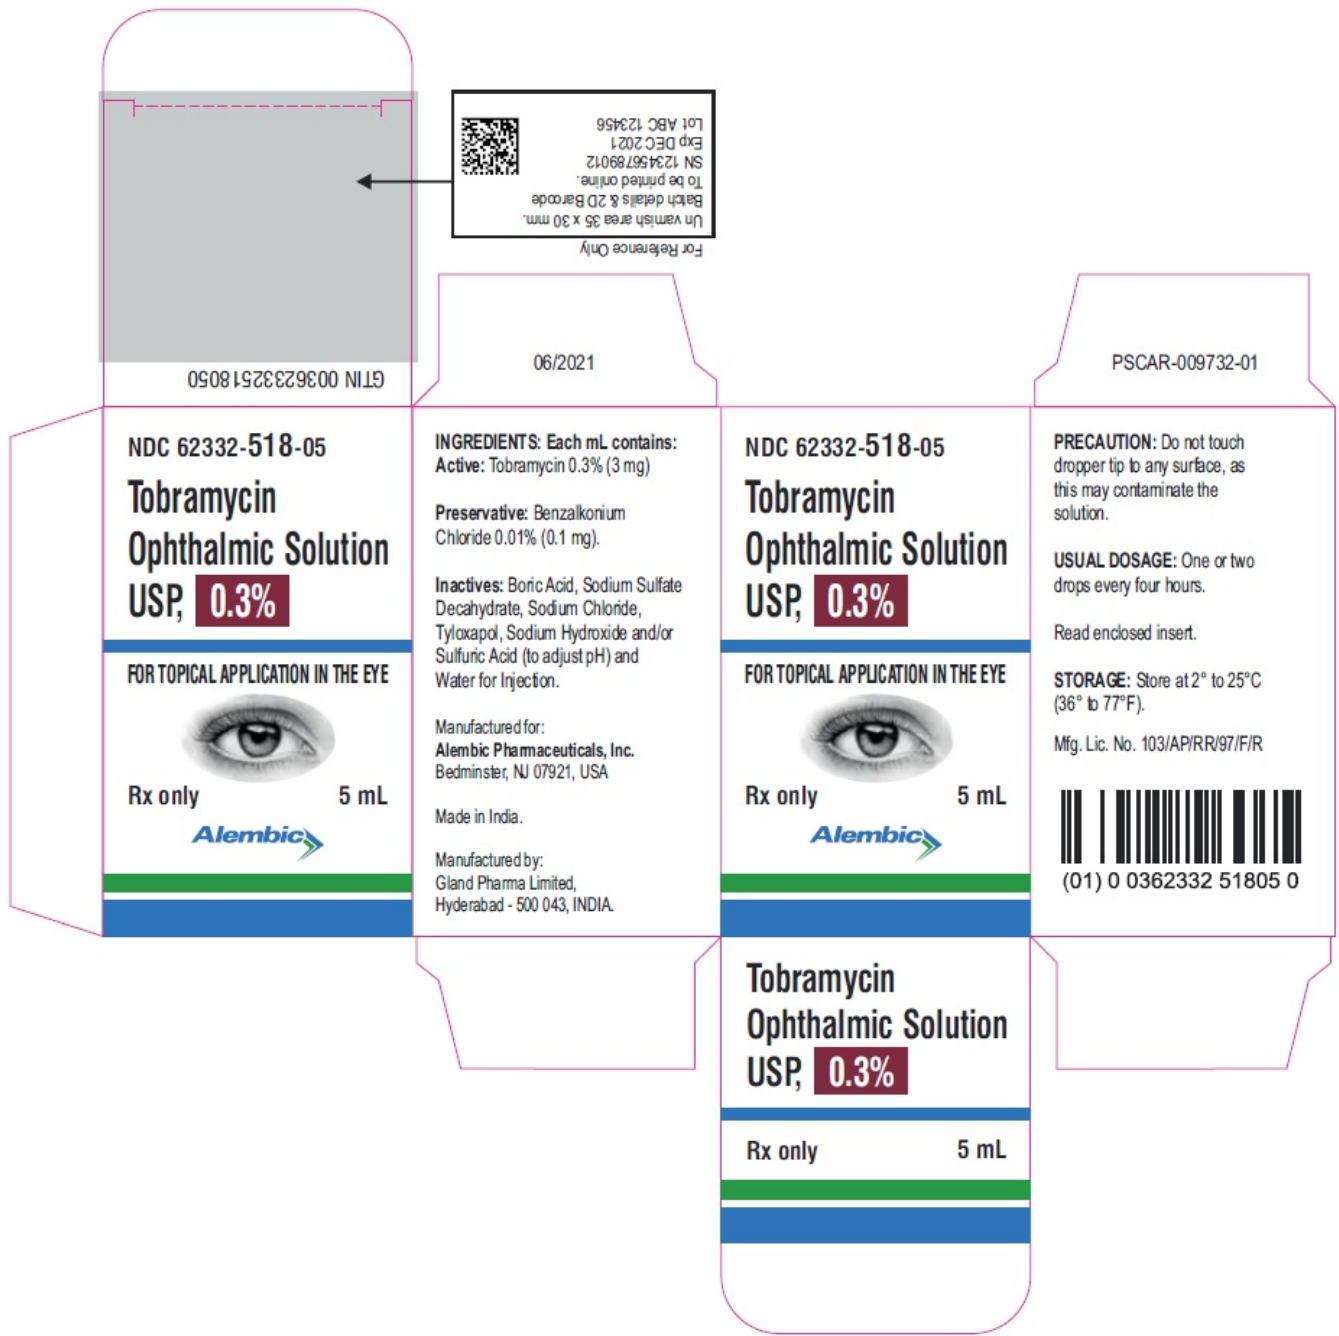 Lot ABC 123456
Exp DEC 2021
SN 123456789012
To be printed online.
Batch details & 2D Barcode
Un varnish area 35 x 30 mm.
For Reference Only
GTIN 00362332518050
06/2021
PSCAR-009732-01
NDC 62332-518-05
Tobramycin
Ophthalmic Solution
USP, 0.3%
FOR TOPICAL APPLICATION IN THE EYE
Rx only 5 mL
Alembic
INGREDIENTS: Each mL contains:
Active: Tobramycin 0.3% (3 mg)
Preservative: Benzalkonium
Chloride 0.01% (0.1 mg).
Inactives: Boric Acid, Sodium Sulfate
Decahydrate, Sodium Chloride,
Tyloxapol, Sodium Hydroxide and/or
Sulfuric Acid (to adjust pH) and
Water for Injection.
Manufactured for:
Alembic Pharmaceuticals, Inc.
Bedminster, NJ 07921, USA
Made in India.
Manufactured by:
Gland Pharma Limited,
Hyderabad - 500 043, INDIA.
NDC 62332-518-05
Tobramycin
Ophthalmic Solution
USP, 0.3%
FOR TOPICAL APPLICATION IN THE EYE
Rx only 5 mL
Alembic
PRECAUTION: Do not touch
dropper tip to any surface, as
this may contaminate the
solution.
USUAL DOSAGE: One or two
drops every four hours.
Read enclosed insert.
STORAGE: Store at 2° to 25°C
(36° to 77°F).
Mfg. Lic. No. 103/AP/RR/97/F/R
(01) 0 0362332 51805 0
Tobramycin
Ophthalmic Solution
USP, 0.3%
Rx only 5 mL